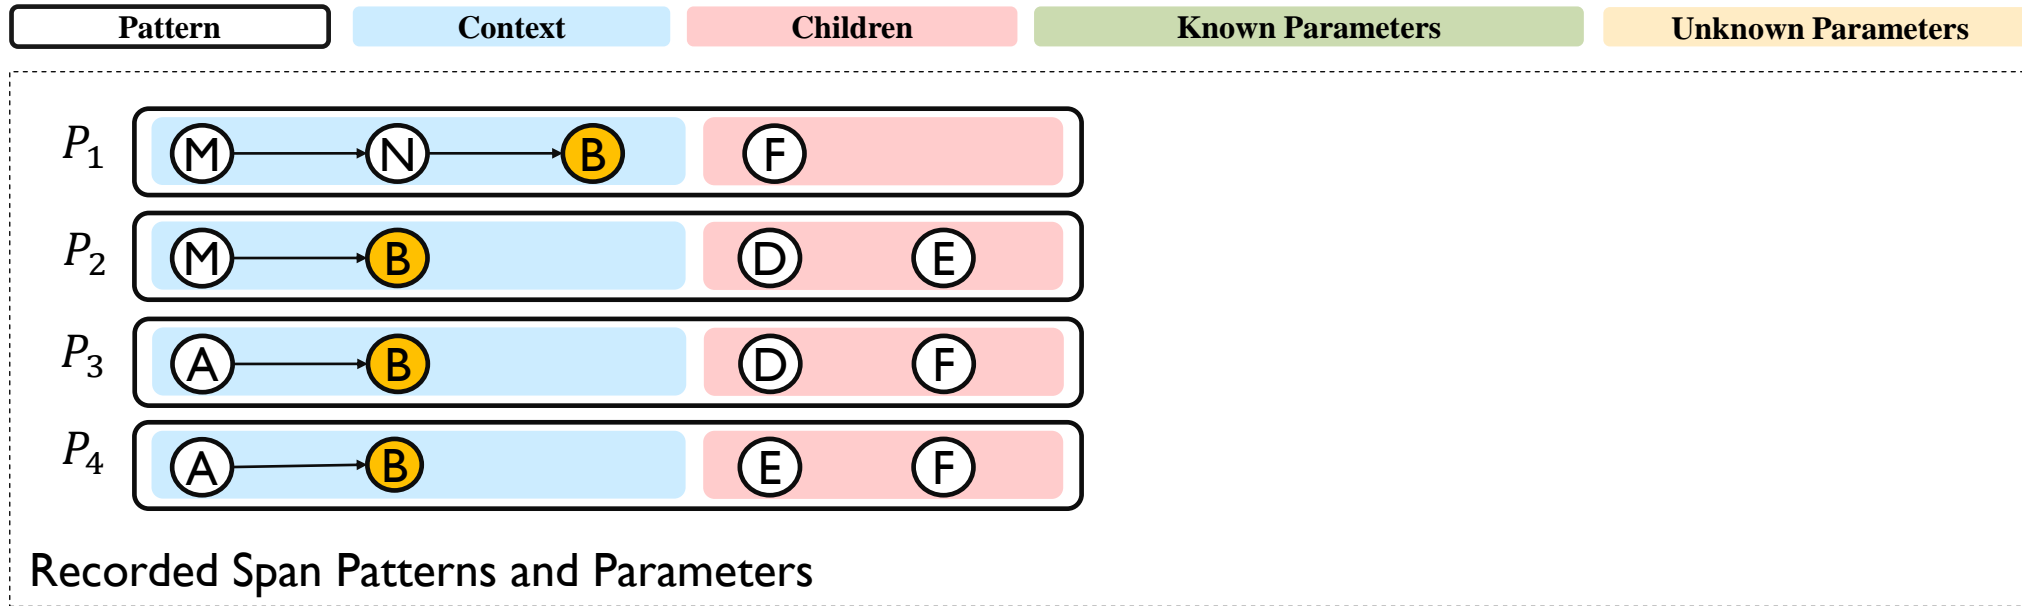 Pattern Context Children Known Parameters Unknown Parameters
P1 M N B F
P2 M B D E
P3 A B D F
P4 A B E F
Recorded Span Patterns and Parameters